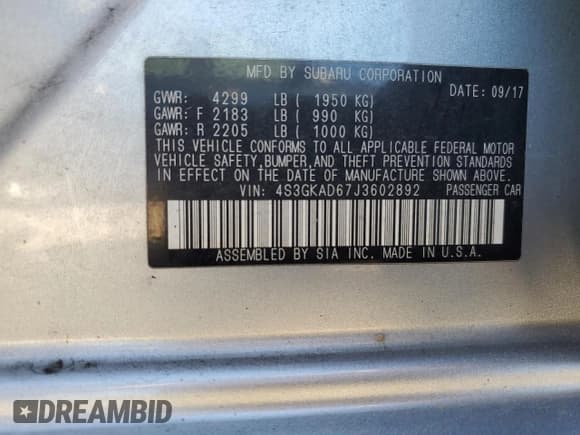 MFD BY SUBARU CORPORATION
DATE: 09/17
GVWR: 4299 LB ( 1950 KG)
GAWR: F 2183 LB ( 990 KG)
GAWR: R 2205 LB ( 1000 KG)
THIS VEHICLE CONFORMS TO ALL APPLICABLE FEDERAL MOTOR
VEHICLE SAFETY, BUMPER, AND THEFT PREVENTION STANDARDS
IN EFFECT ON THE DATE OF MANUFACTURE SHOWN ABOVE.
VIN: 4S3GKAD67J3602892 PASSENGER CAR
ASSEMBLED BY SIA INC. MADE IN U.S.A.
DREAMBID